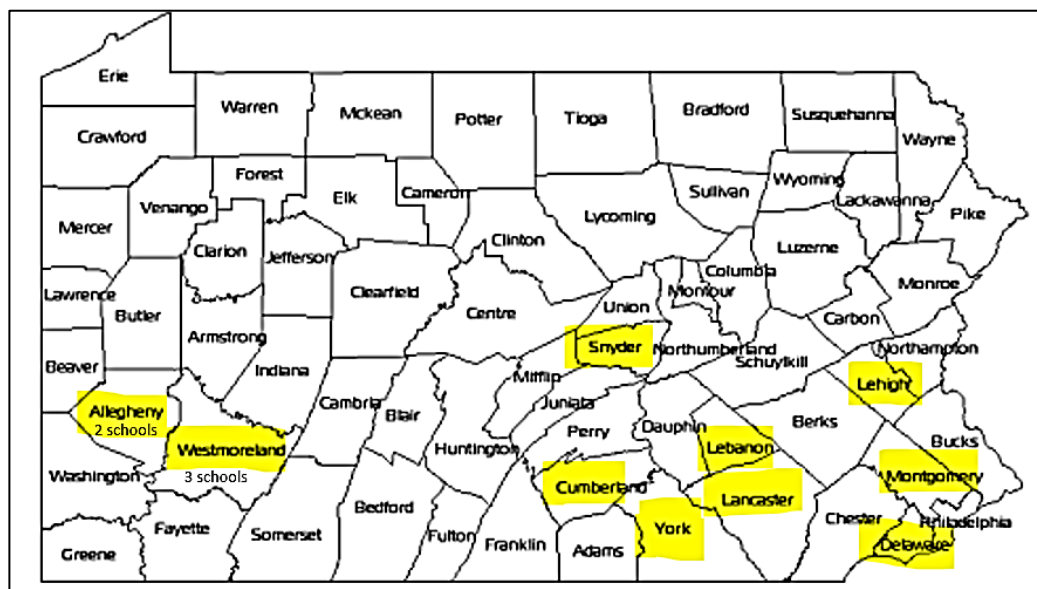 Erie
Warren
Mckean
Potter
Tioga
Bradford
Susquehanna
Wayne
Crawford
Forest
Elk
Cameron
Sullivan
Wyoming
Lackawanna
Pike
Mercer
Venango
Clarion
Jefferson
Clinton
Lycoming
Luzerne
Columbia
Montour
Monroe
Lawrence
Butler
Clearfield
Centre
Union
Carbon
Armstrong
Snyder
Northumberland
Schuylkill
Northampton
Beaver
Indiana
Mifflin
Lehigh
Allegheny
2 schools
Cambria
Blair
Juniata
Huntington
Perry
Dauphin
Berks
Bucks
Westmoreland
3 schools
Lebanon
Washington
Cumberland
Lancaster
Montgomery
Bedford
Fayette
Somerset
Fulton
Franklin
Adams
York
Chester
Philadelphia
Delaware
Greene